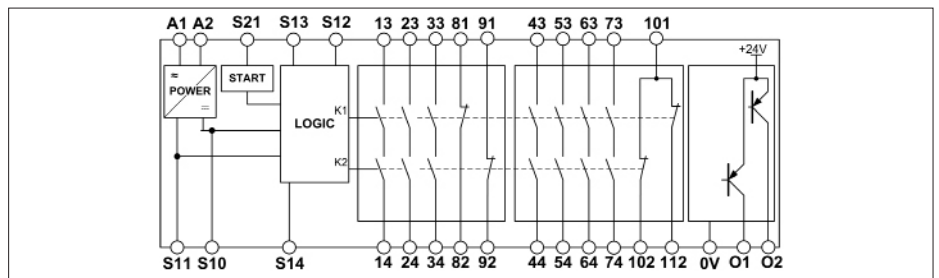 A1 A2 S21 S13 S12 13 23 33 81 91 43 53 63 73 101
+24V
≈ START
POWER
=
K1
LOGIC
K2
S11 S10 S14 14 24 34 82 92 44 54 64 74 102 112 0V O1 O2